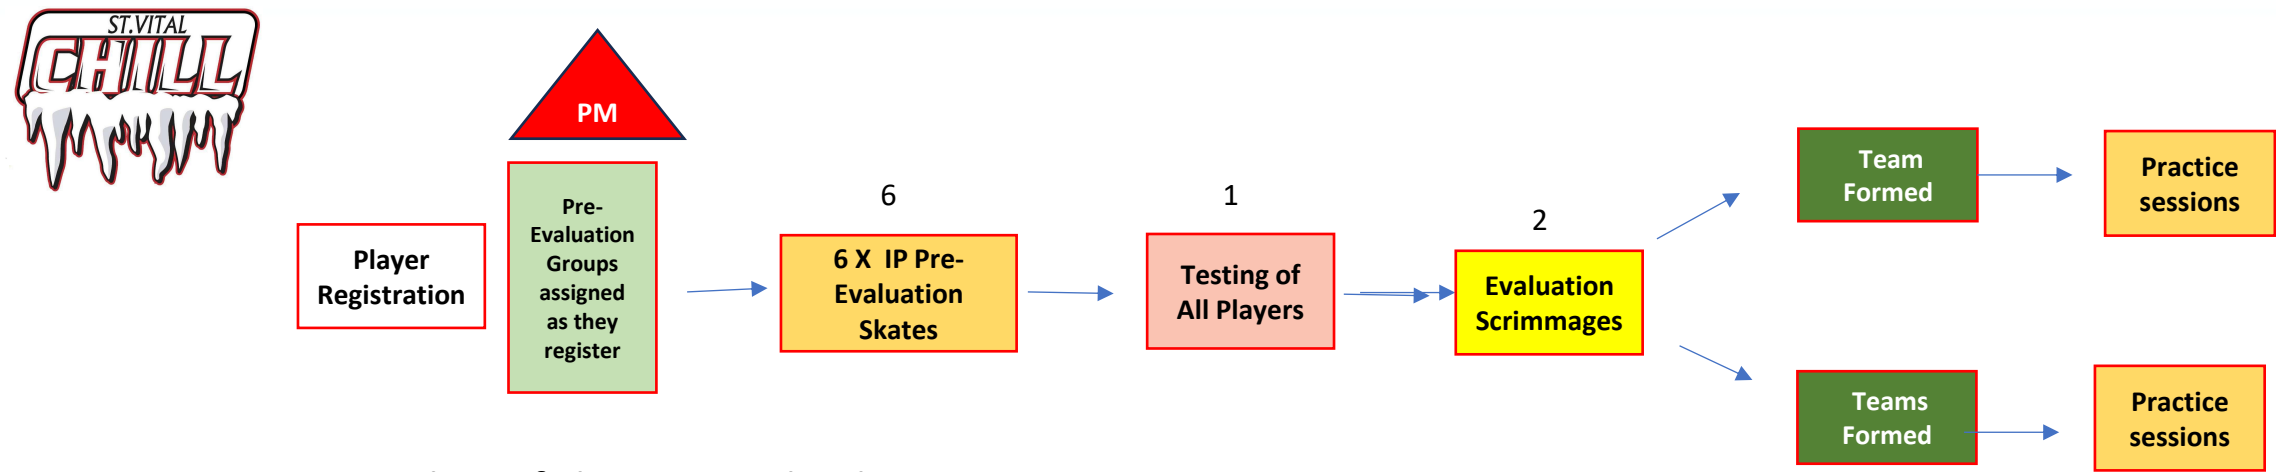 ST.VITAL
CHILL
PM
Player
Registration
Pre-
Evaluation
Groups
assigned
as they
register
6
6 X IP Pre-
Evaluation
Skates
1
Testing of
All Players
2
Evaluation
Scrimmages
Team
Formed
Practice
sessions
Teams
Formed
Practice
sessions